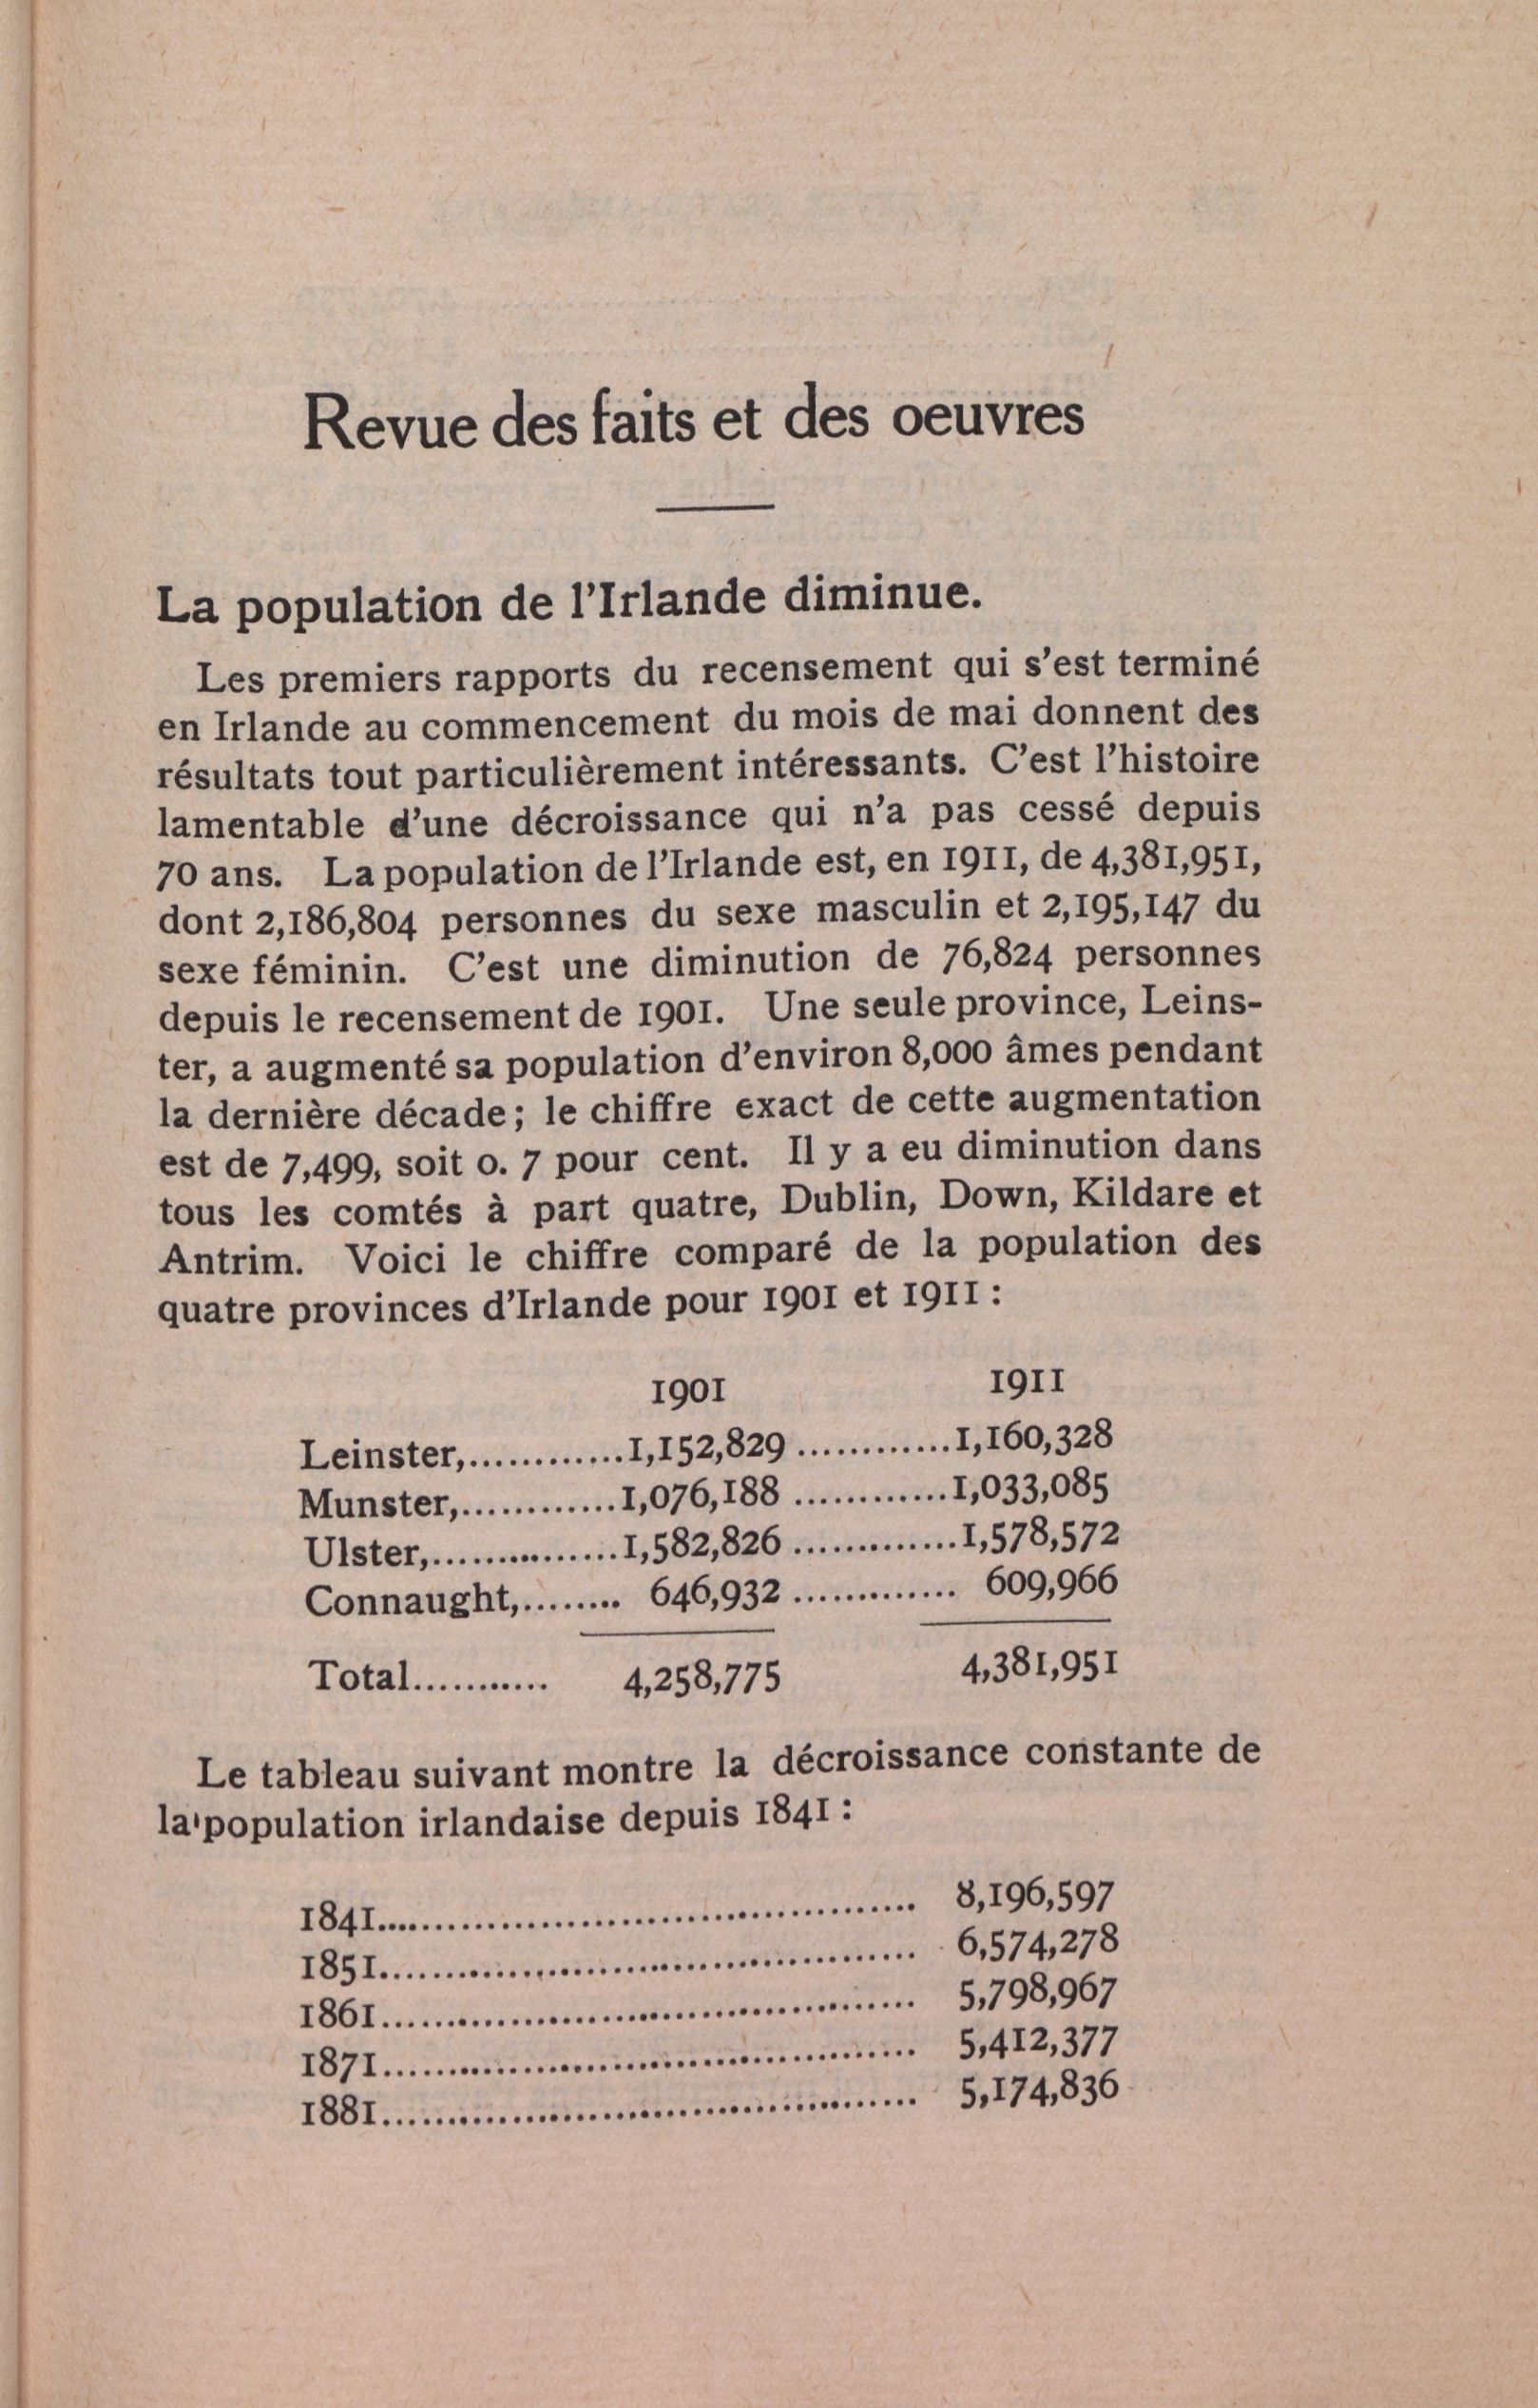 Revue des faits et des oeuvres
La population de l'Irlande diminue.
Les premiers rapports du recensement qui s'est terminé
en Irlande au commencement du mois de mai donnent des
résultats tout particulièrement intéressants. C'est l'histoire
lamentable d'une décroissance qui n'a pas cessé depuis
70 ans. La population de l'Irlande est, en 1911, de 4,381,951,
dont 2,186,804 personnes du sexe masculin et 2,195,147 du
sexe féminin. C'est une diminution de 76,824 personnes
depuis le recensement de 1901. Une seule province, Leins-
ter, a augmenté sa population d'environ 8,000 âmes pendant
la dernière décade; le chiffre exact de cette augmentation
est de 7,499, soit 0. 7 pour cent. Il y a eu diminution dans
tous les comtés à part quatre, Dublin, Down, Kildare et
Antrim. Voici le chiffre comparé de la population des
quatre provinces d'Irlande pour 1901 et 1911 :
1901 1911
Leinster,............1,152,829 ............1,160,328
Munster,............1,076,188 ............1,033,085
Ulster,..............1,582,826 .............1,578,572
Connaught,........ 646,932 ............. 609,966
Total........... 4,258,775 4,381,951
Le tableau suivant montre la décroissance constante de
la population irlandaise depuis 1841 :
1841.......................................... 8,196,597
1851.......................................... 6,574,278
1861.......................................... 5,798,967
1871.......................................... 5,412,377
1881.......................................... 5,174,836